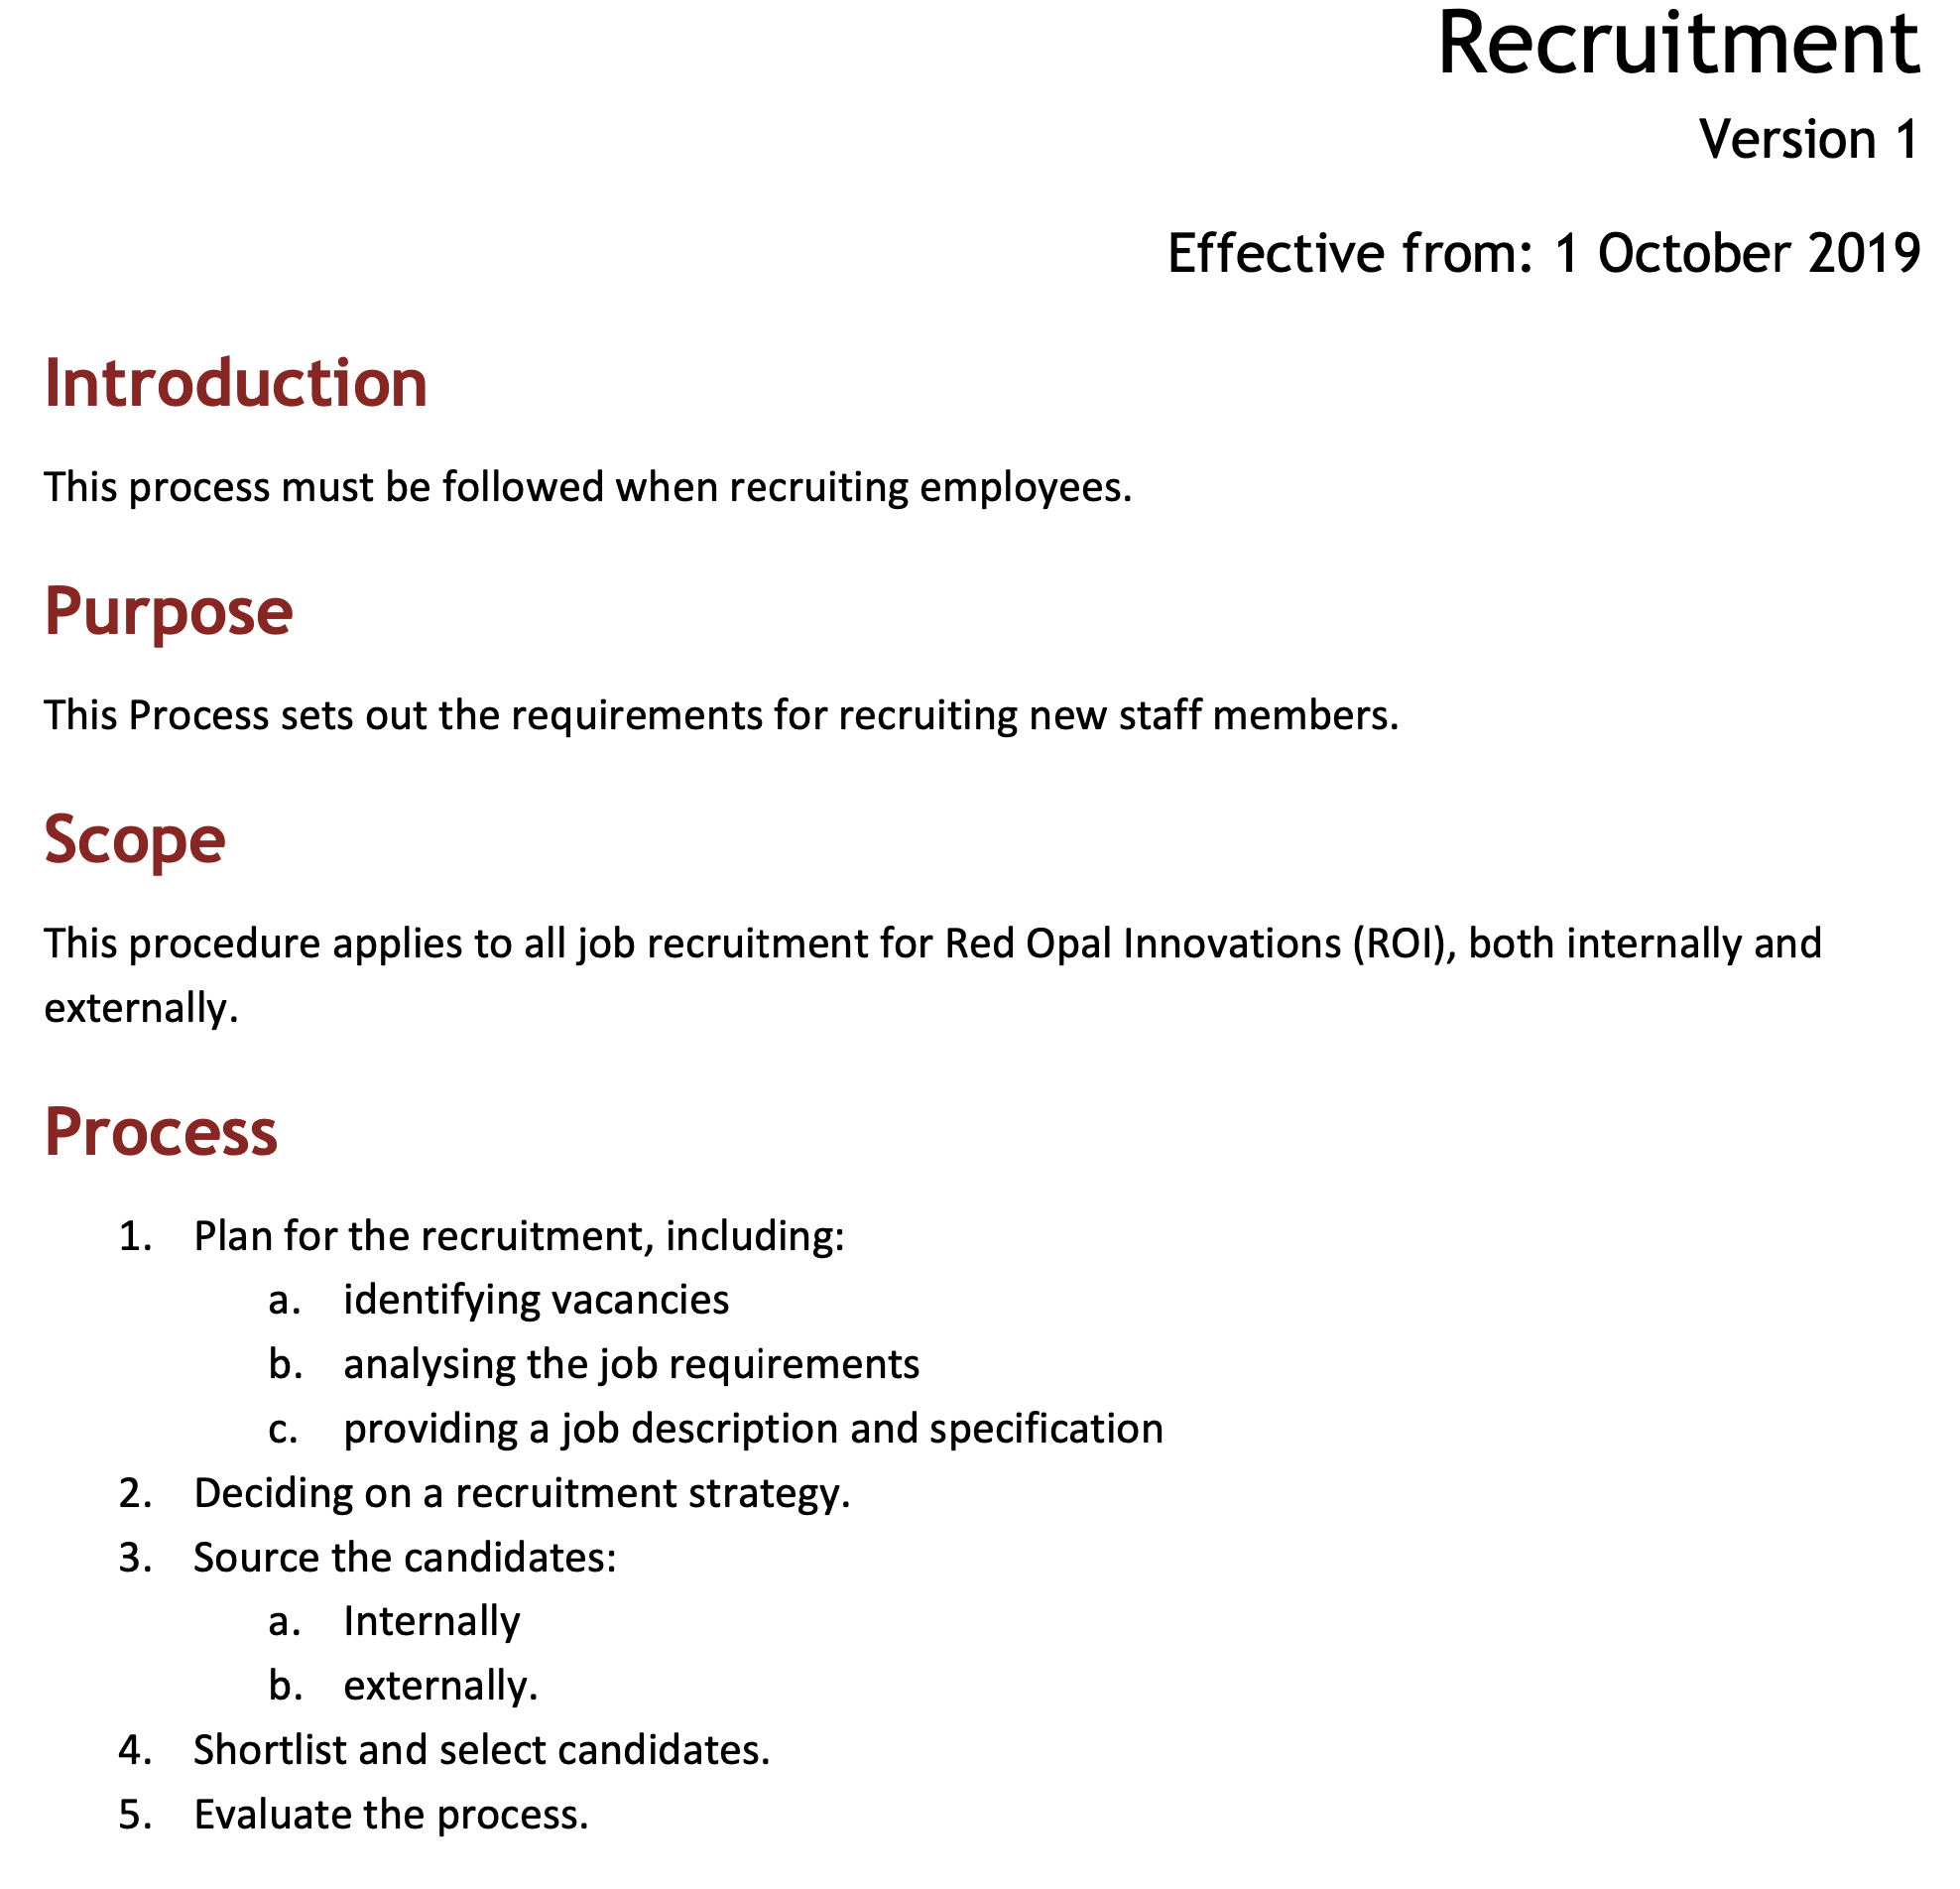 Recruitment
Version 1
Effective from: 1 October 2019
Introduction
This process must be followed when recruiting employees.
Purpose
This Process sets out the requirements for recruiting new staff members.
Scope
This procedure applies to all job recruitment for Red Opal Innovations (ROI), both internally and
externally.
Process
1. Plan for the recruitment, including:
a. identifying vacancies
b. analysing the job requirements
c. providing a job description and specification
2. Deciding on a recruitment strategy.
3. Source the candidates:
a. Internally
b. externally.
4. Shortlist and select candidates.
5. Evaluate the process.